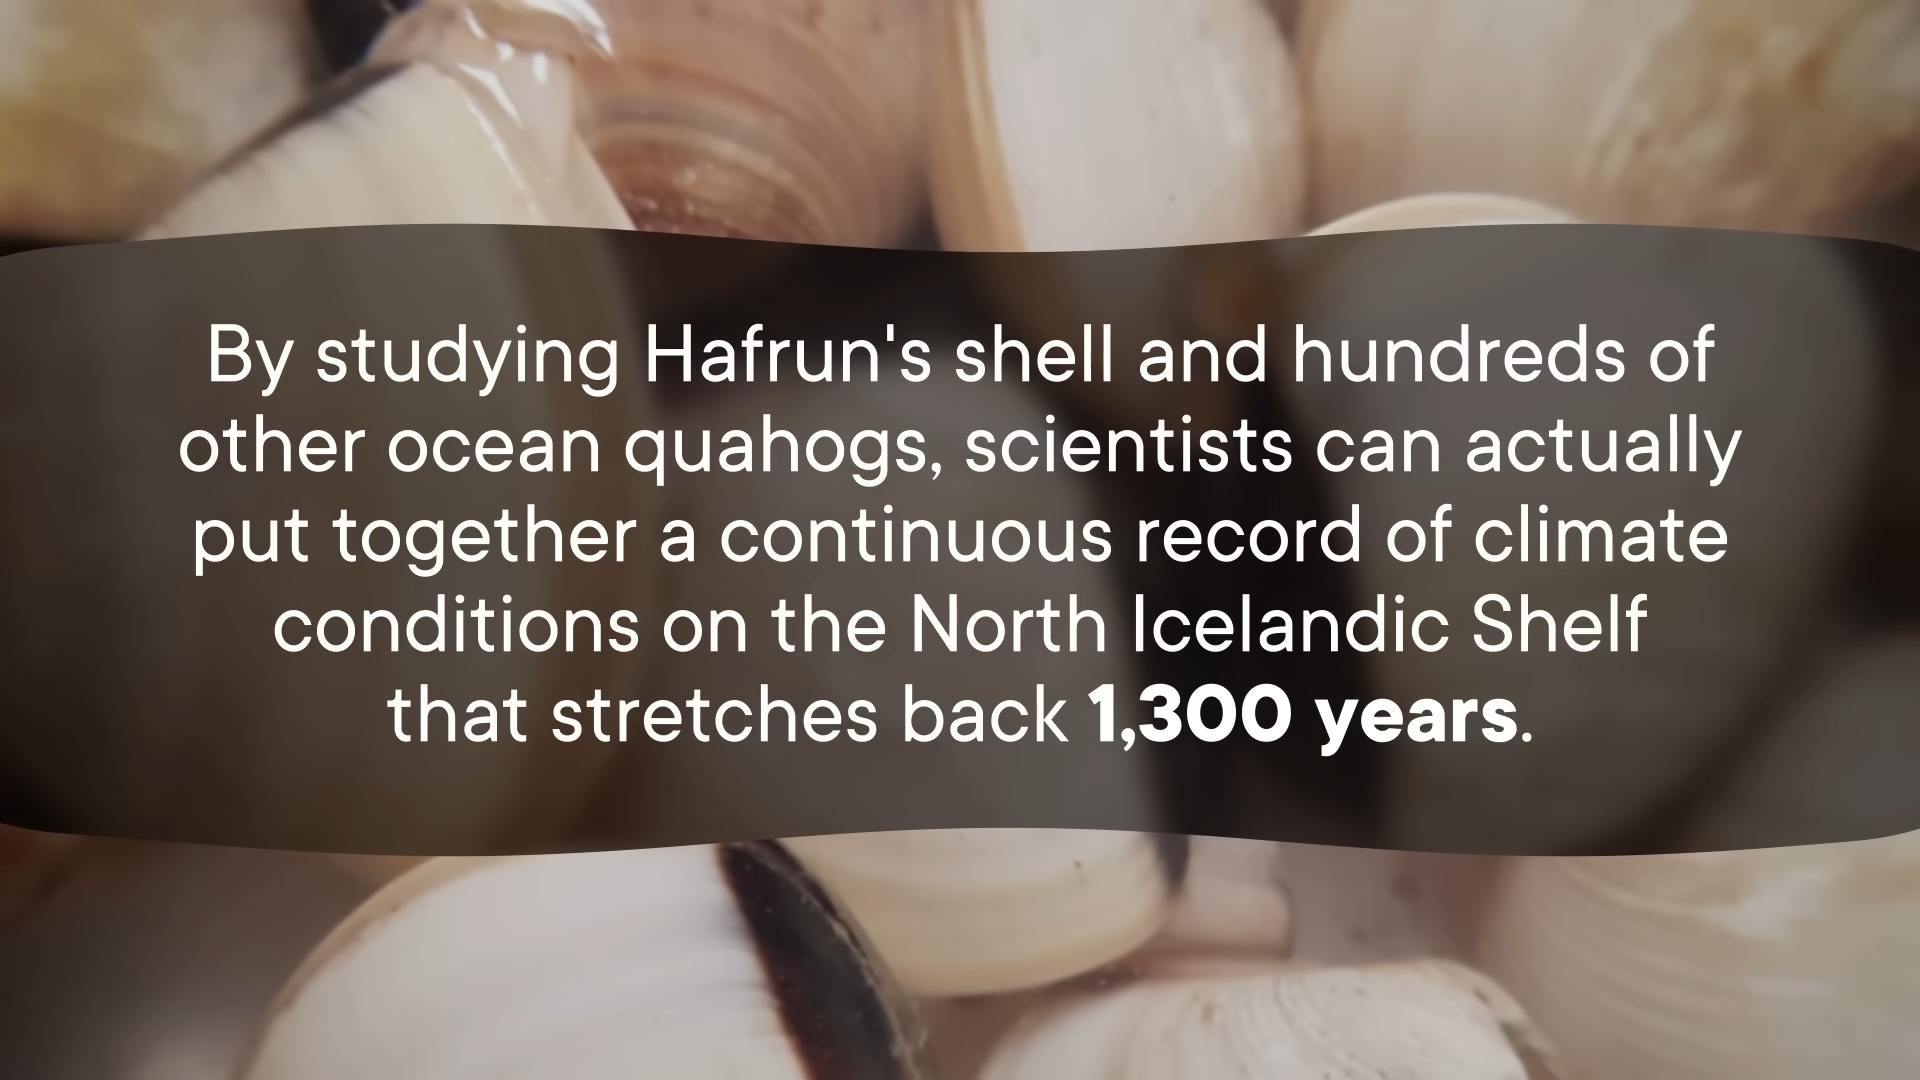 By studying Hafrun's shell and hundreds of
other ocean quahogs, scientists can actually
put together a continuous record of climate
conditions on the North Icelandic Shelf
that stretches back 1,300 years.